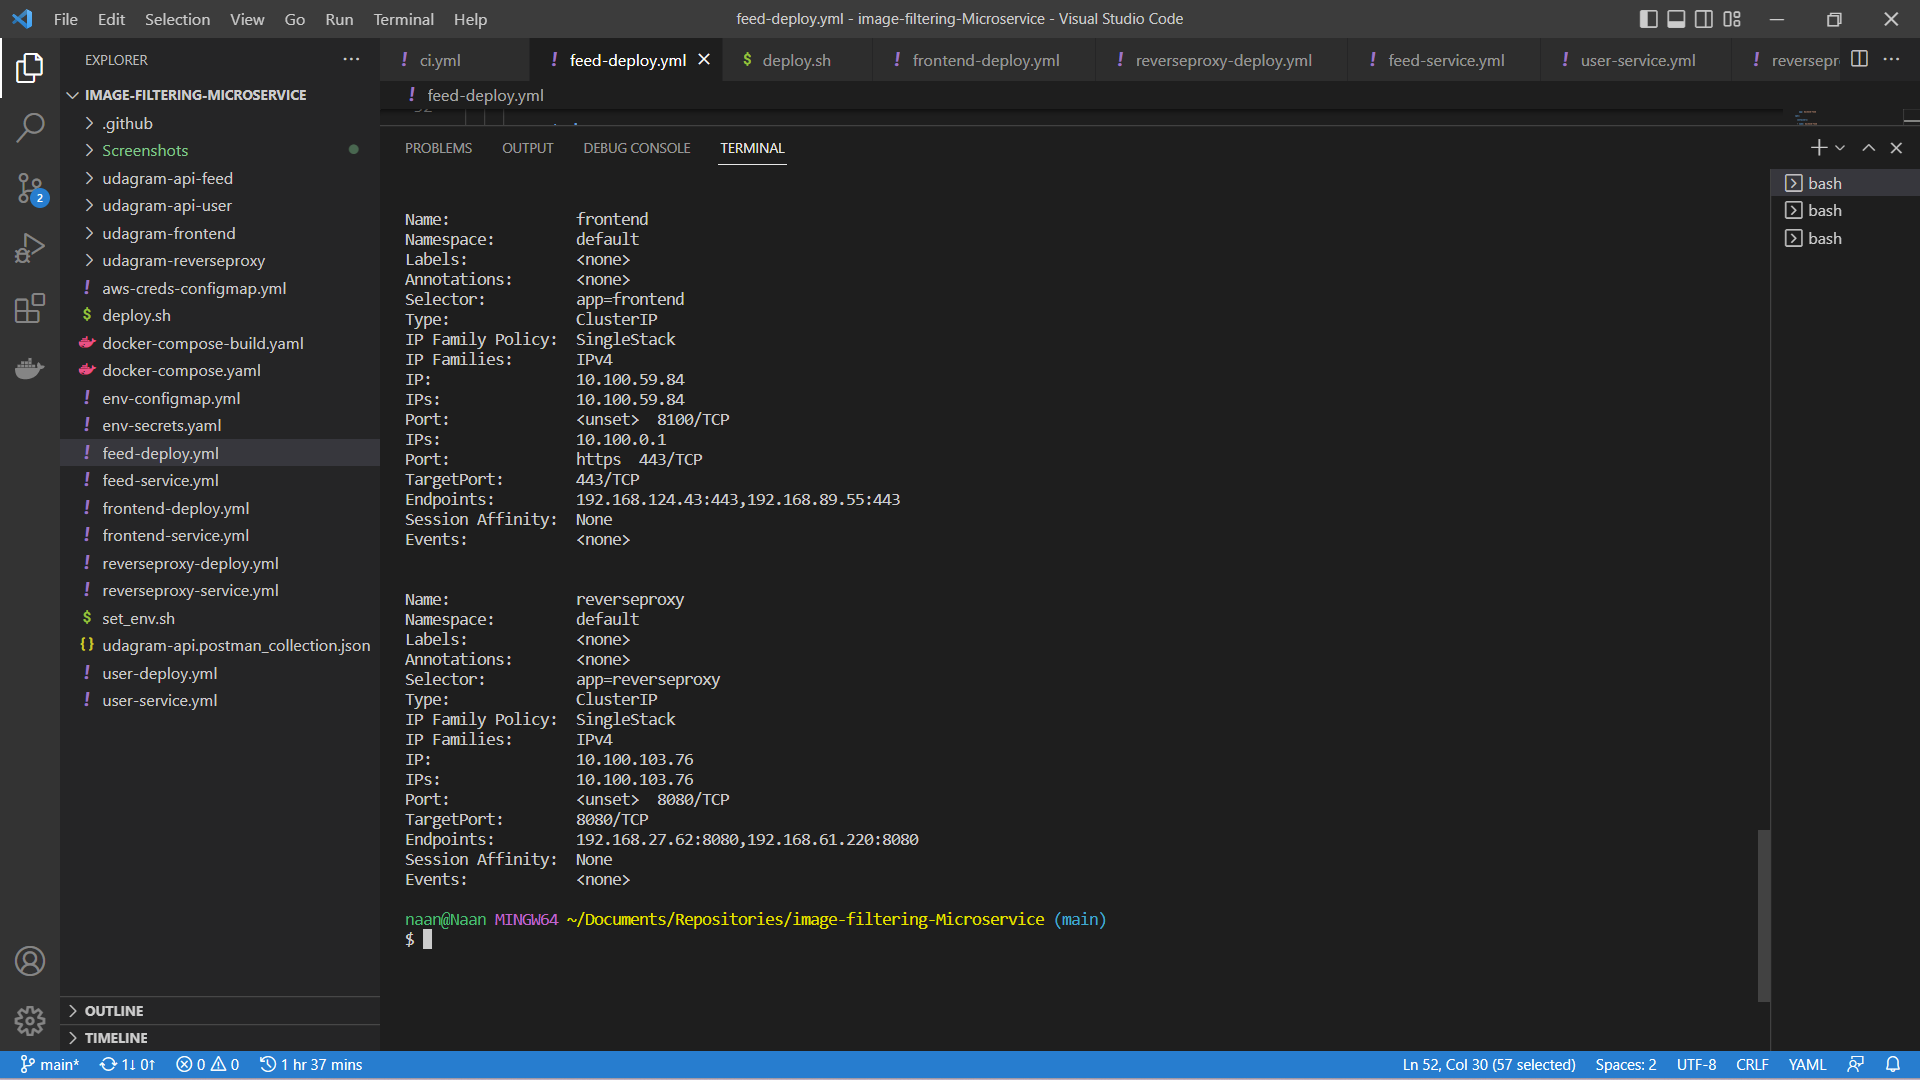 File Edit Selection View Go Run Terminal Help
feed-deploy.yml - image-filtering-Microservice - Visual Studio Code
EXPLORER
IMAGE-FILTERING-MICROSERVICE
.github
Screenshots
udagram-api-feed
udagram-api-user
udagram-frontend
udagram-reverseproxy
! aws-creds-configmap.yml
$ deploy.sh
docker-compose-build.yaml
docker-compose.yaml
! env-configmap.yml
! env-secrets.yaml
! feed-deploy.yml
! feed-service.yml
! frontend-deploy.yml
! frontend-service.yml
! reverseproxy-deploy.yml
! reverseproxy-service.yml
$ set_env.sh
{} udagram-api.postman_collection.json
! user-deploy.yml
! user-service.yml
OUTLINE
TIMELINE
2
! ci.yml ! feed-deploy.yml $ deploy.sh ! frontend-deploy.yml ! reverseproxy-deploy.yml ! feed-service.yml ! user-service.yml ! reversepr
! feed-deploy.yml
PROBLEMS OUTPUT DEBUG CONSOLE TERMINAL
Name: frontend
Namespace: default
Labels: <none>
Annotations: <none>
Selector: app=frontend
Type: ClusterIP
IP Family Policy: SingleStack
IP Families: IPv4
IP: 10.100.59.84
IPs: 10.100.59.84
Port: <unset> 8100/TCP
IPs: 10.100.0.1
Port: https 443/TCP
TargetPort: 443/TCP
Endpoints: 192.168.124.43:443,192.168.89.55:443
Session Affinity: None
Events: <none>
Name: reverseproxy
Namespace: default
Labels: <none>
Annotations: <none>
Selector: app=reverseproxy
Type: ClusterIP
IP Family Policy: SingleStack
IP Families: IPv4
IP: 10.100.103.76
IPs: 10.100.103.76
Port: <unset> 8080/TCP
TargetPort: 8080/TCP
Endpoints: 192.168.27.62:8080,192.168.61.220:8080
Session Affinity: None
Events: <none>
naan@Naan MINGW64 ~/Documents/Repositories/image-filtering-Microservice (main)
$
bash
bash
bash
main* 1↓ 0↑ 0 0 1 hr 37 mins
Ln 52, Col 30 (57 selected) Spaces: 2 UTF-8 CRLF YAML